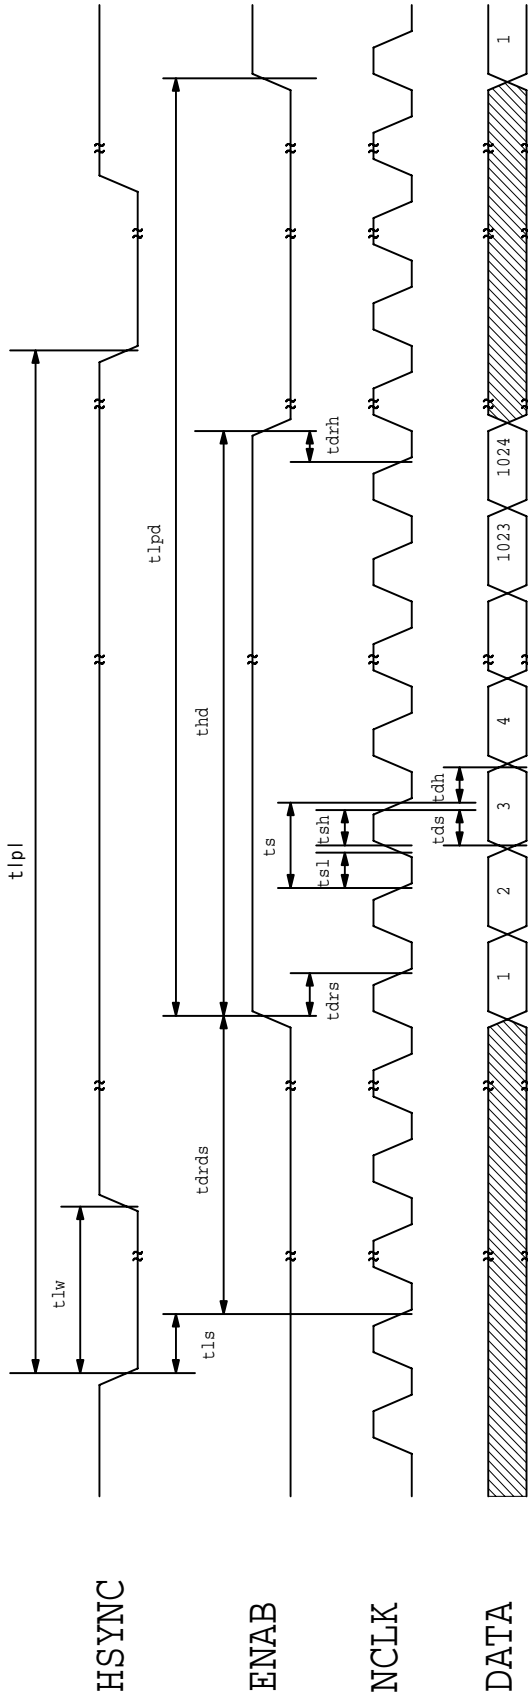 tlpl
tlw
HSYNC
tlpd
tls
tdrds
thd
ENAB
tdrs
tdrh
ts
tsl
tsh
NCLK
tds
tdh
DATA
1
2
3
4
1023
1024
1